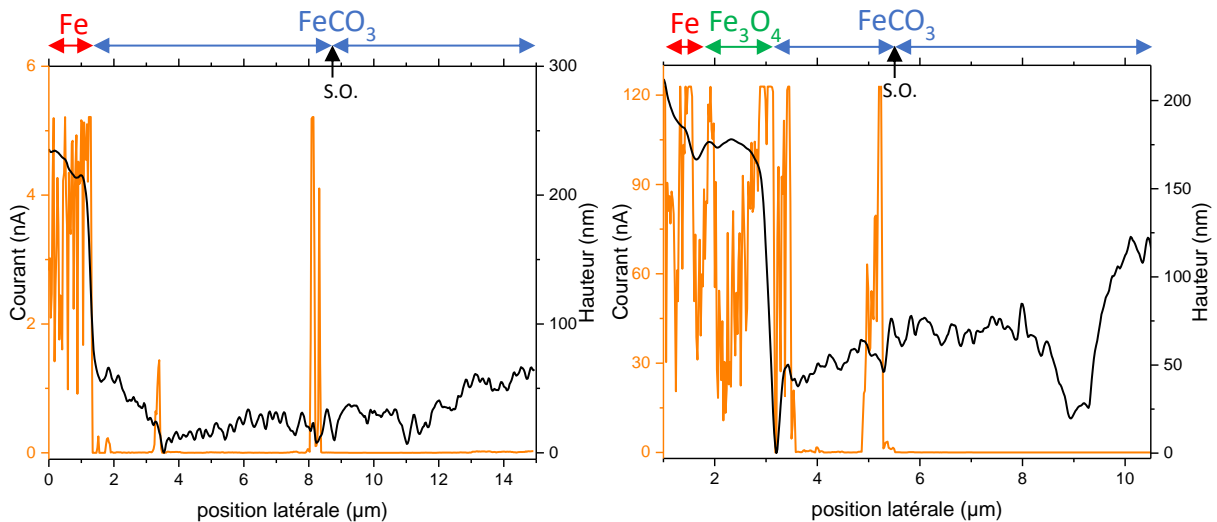 Fe FeCO₃
S.O.
6
4
2
0
300
200
100
0
Courant (nA)
Hauteur (nm)
0 2 4 6 8 10 12 14
position latérale (µm)
Fe Fe₃O₄ FeCO₃
S.O.
120
90
60
30
0
200
150
100
50
0
Courant (nA)
Hauteur (nm)
2 4 6 8 10
position latérale (µm)